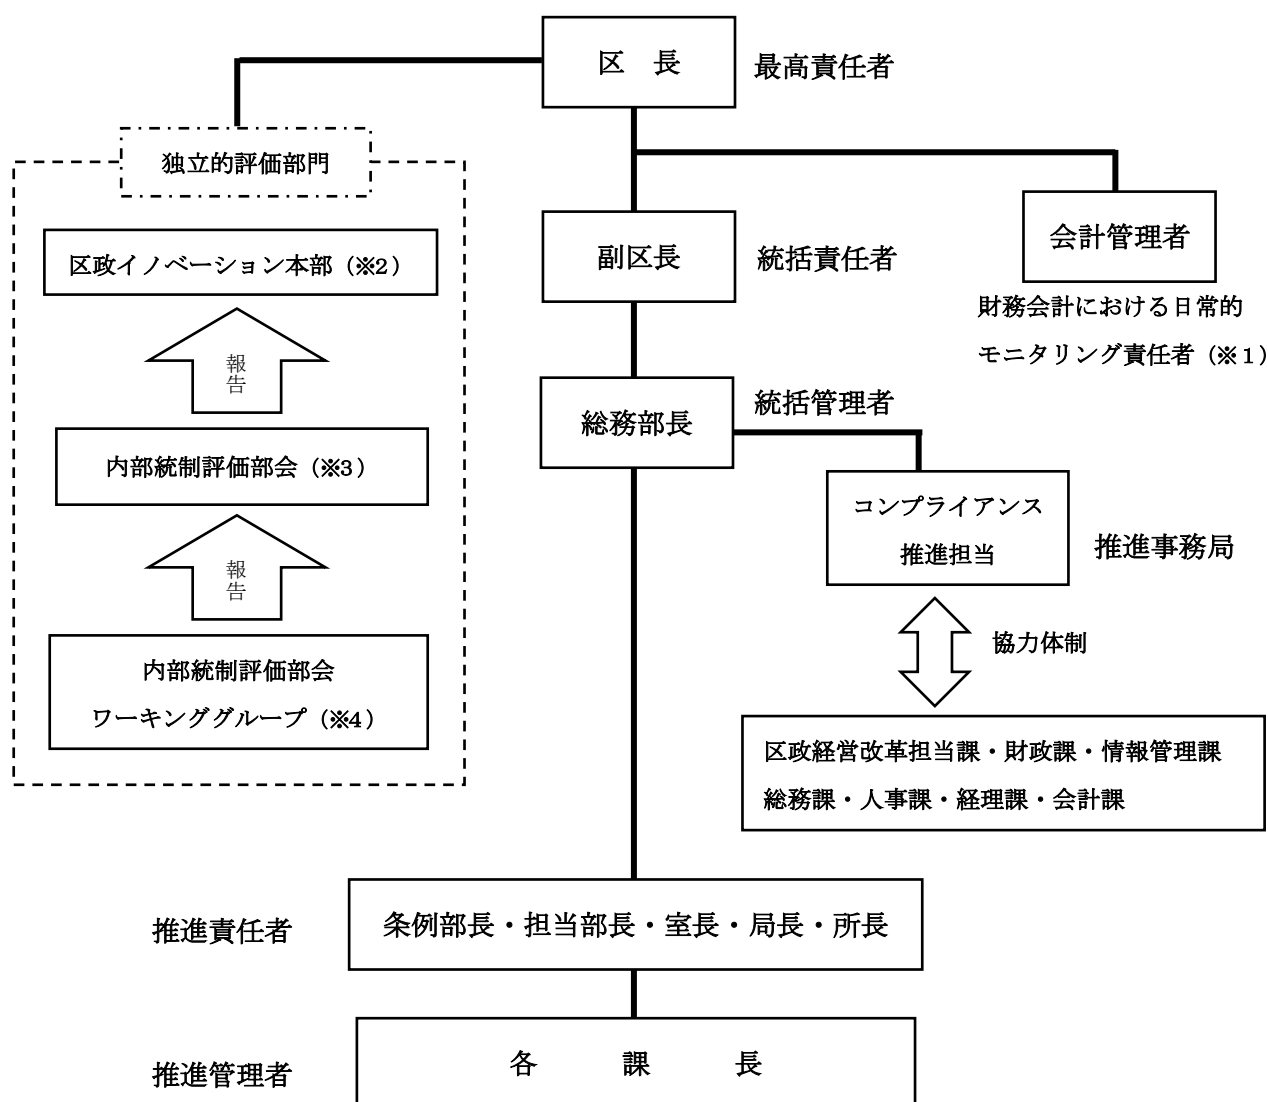 区　長
最高責任者
独立的評価部門
区政イノベーション本部（※2）
報告
内部統制評価部会（※3）
報告
内部統制評価部会
ワーキンググループ（※4）
副区長
統括責任者
会計管理者
財務会計における日常的
モニタリング責任者（※１）
総務部長
統括管理者
コンプライアンス
推進担当
推進事務局
協力体制
区政経営改革担当課・財政課・情報管理課
総務課・人事課・経理課・会計課
推進責任者
条例部長・担当部長・室長・局長・所長
推進管理者
各　　　課　　　長